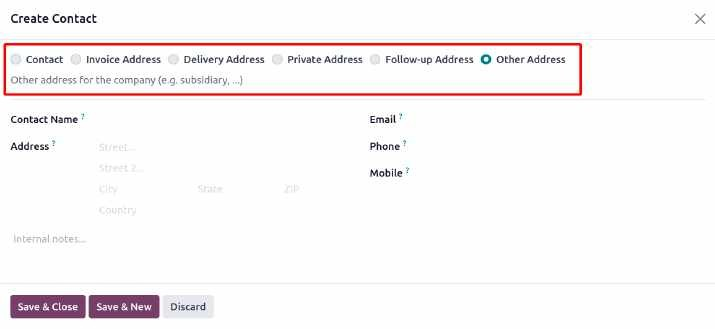 Create Contact
Contact Invoice Address Delivery Address Private Address Follow-up Address Other Address
Other address for the company (e.g. subsidiary, ...)
Contact Name ? Email ?
Address ? Street... Phone ?
Street 2... Mobile ?
City State ZIP
Country
Internal notes...
Save & Close Save & New Discard